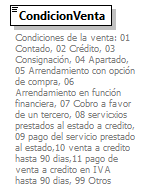 CondicionVenta
Condiciones de la venta: 01
Contado, 02 Crédito, 03
Consignación, 04 Apartado,
05 Arrendamiento con opción
de compra, 06
Arrendamiento en función
financiera, 07 Cobro a favor
de un tercero, 08 servicxios
prestados al estado a credito,
09 pago del servicio prestado
al estado,10 venta a credito
hasta 90 dias,11 pago de
venta a credito en IVA
hasta 90 dias, 99 Otros